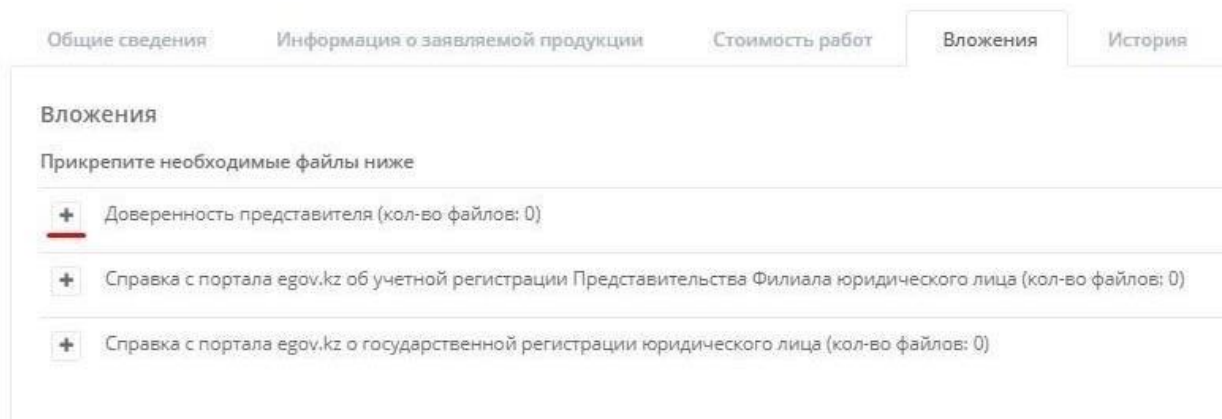 Общие сведения Информация о заявляемой продукции Стоимость работ Вложения История
Вложения
Прикрепите необходимые файлы ниже
+ Доверенность представителя (кол-во файлов: 0)
+ Справка с портала egov.kz об учетной регистрации Представительства Филиала юридического лица (кол-во файлов: 0)
+ Справка с портала egov.kz о государственной регистрации юридического лица (кол-во файлов: 0)